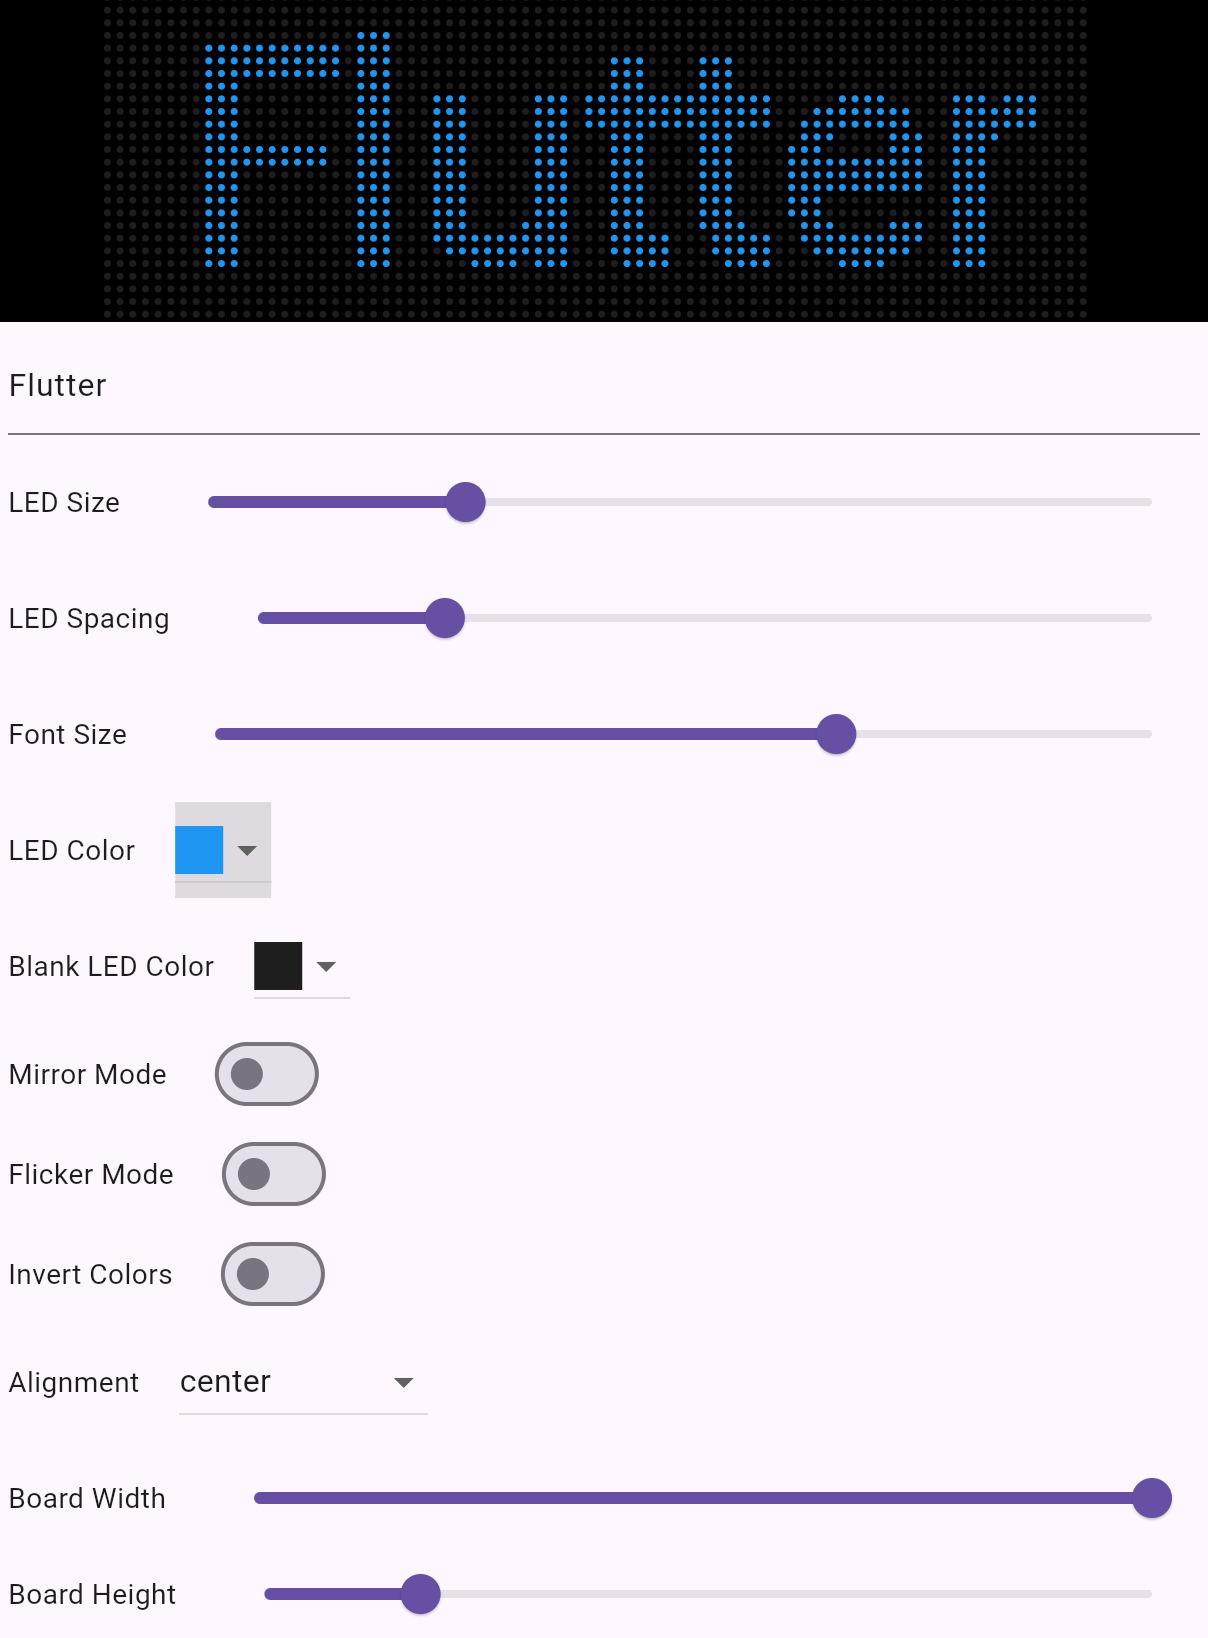 Flutter
Flutter
LED Size
LED Spacing
Font Size
LED Color
Blank LED Color
Mirror Mode
Flicker Mode
Invert Colors
Alignment center
Board Width
Board Height